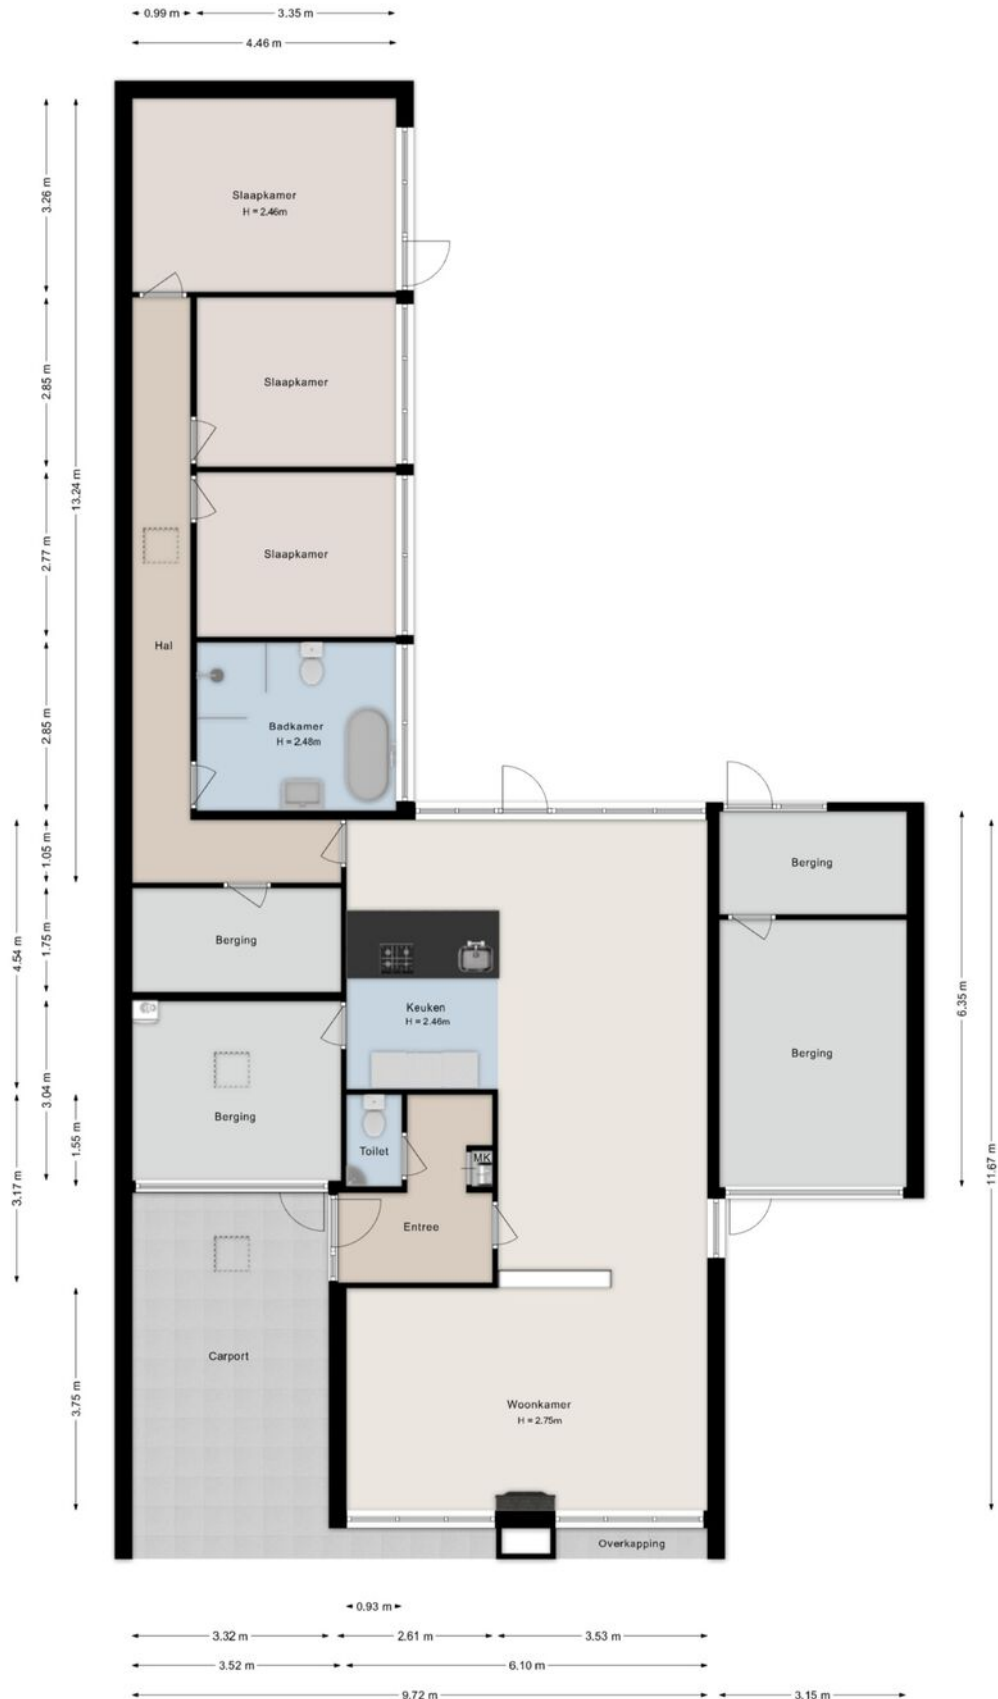 0.99 m
3.35 m
4.46 m
3.26 m
2.85 m
13.24 m
2.77 m
2.85 m
1.05 m
4.54 m
1.75 m
3.04 m
1.55 m
3.17 m
3.75 m
6.35 m
11.67 m
Slaapkamer
H = 2.46m
Slaapkamer
Slaapkamer
Hal
Badkamer
H = 2.48m
Berging
Berging
Keuken
H = 2.46m
Berging
Berging
Toilet
MK
Entree
Carport
Woonkamer
H = 2.75m
Overkapping
0.93 m
3.32 m
2.61 m
3.53 m
3.52 m
6.10 m
9.72 m
3.15 m